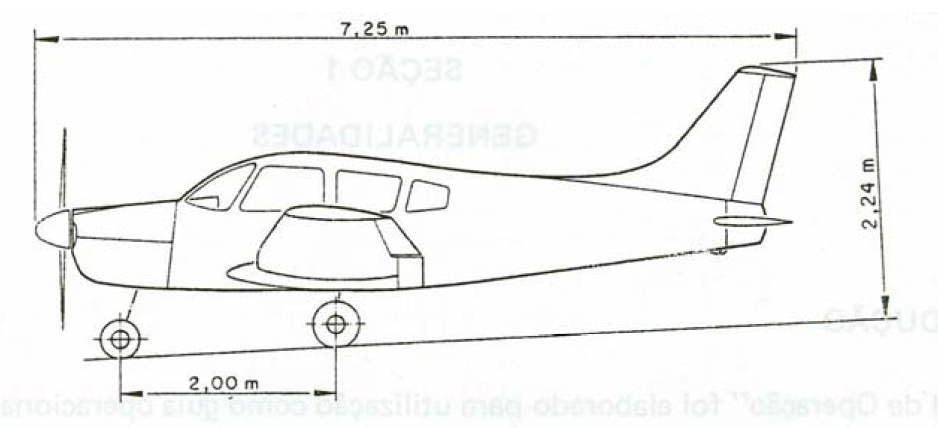 7,25 m
SEÇÃO 1
GENERALIDADES
2,24 m
DUÇÃO
2,00 m
de Operação" foi elaborado para utilização como guia operaciona